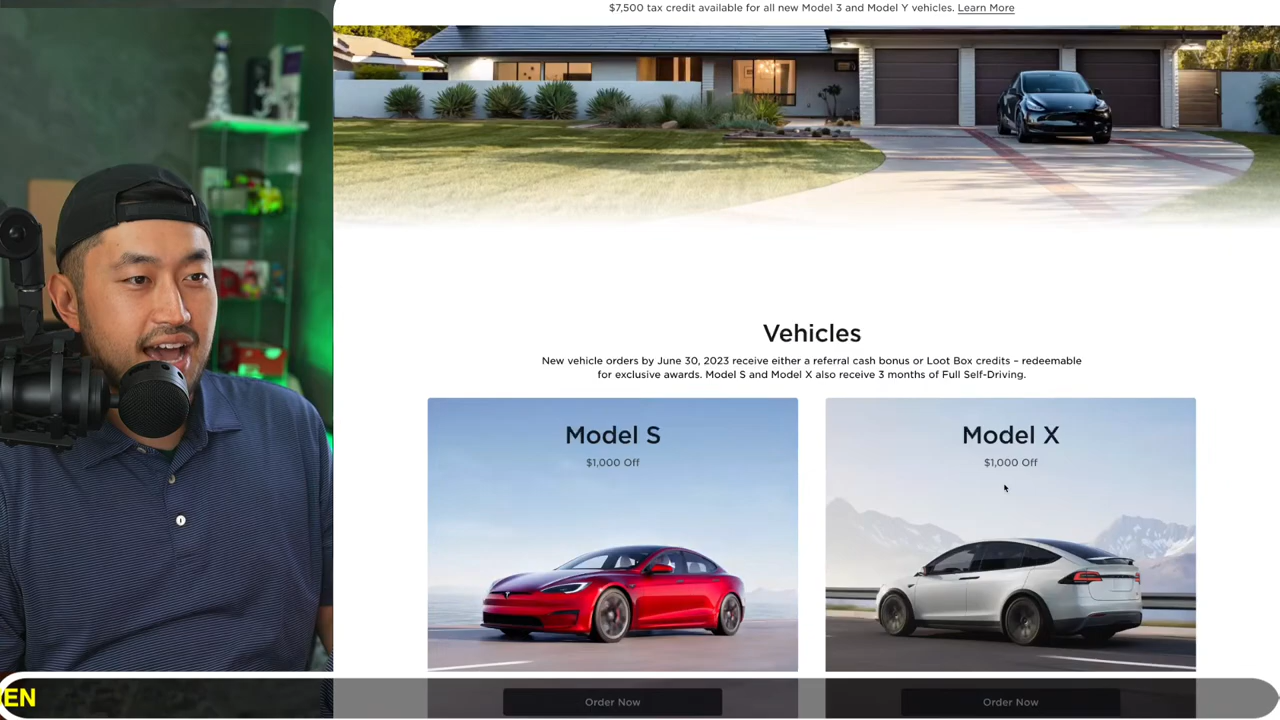 $7,500 tax credit available for all new Model 3 and Model Y vehicles. Learn More
Vehicles
New vehicle orders by June 30, 2023 receive either a referral cash bonus or Loot Box credits – redeemable
for exclusive awards. Model S and Model X also receive 3 months of Full Self-Driving.
Model S
$1,000 Off
Model X
$1,000 Off
Order Now
Order Now
EN